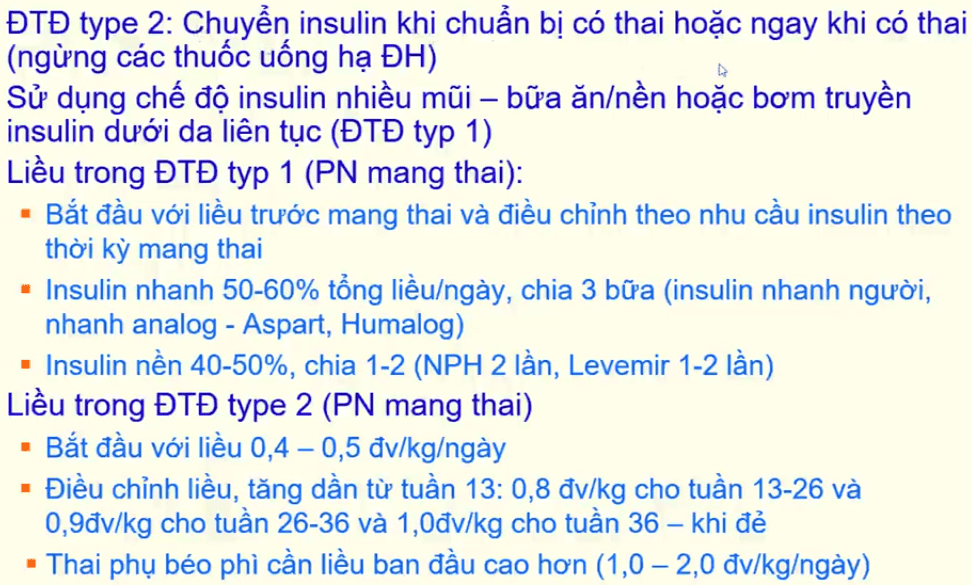 ĐTĐ type 2: Chuyển insulin khi chuẩn bị có thai hoặc ngay khi có thai
(ngừng các thuốc uống hạ ĐH)
Sử dụng chế độ insulin nhiều mũi – bữa ăn/nền hoặc bơm truyền
insulin dưới da liên tục (ĐTĐ typ 1)
Liều trong ĐTĐ typ 1 (PN mang thai):
▪ Bắt đầu với liều trước mang thai và điều chỉnh theo nhu cầu insulin theo
thời kỳ mang thai
▪ Insulin nhanh 50-60% tổng liều/ngày, chia 3 bữa (insulin nhanh người,
nhanh analog - Aspart, Humalog)
▪ Insulin nền 40-50%, chia 1-2 (NPH 2 lần, Levemir 1-2 lần)
Liều trong ĐTĐ type 2 (PN mang thai)
▪ Bắt đầu với liều 0,4 – 0,5 đv/kg/ngày
▪ Điều chỉnh liều, tăng dần từ tuần 13: 0,8 đv/kg cho tuần 13-26 và
0,9đv/kg cho tuần 26-36 và 1,0đv/kg cho tuần 36 – khi đẻ
▪ Thai phụ béo phì cần liều ban đầu cao hơn (1,0 – 2,0 đv/kg/ngày)